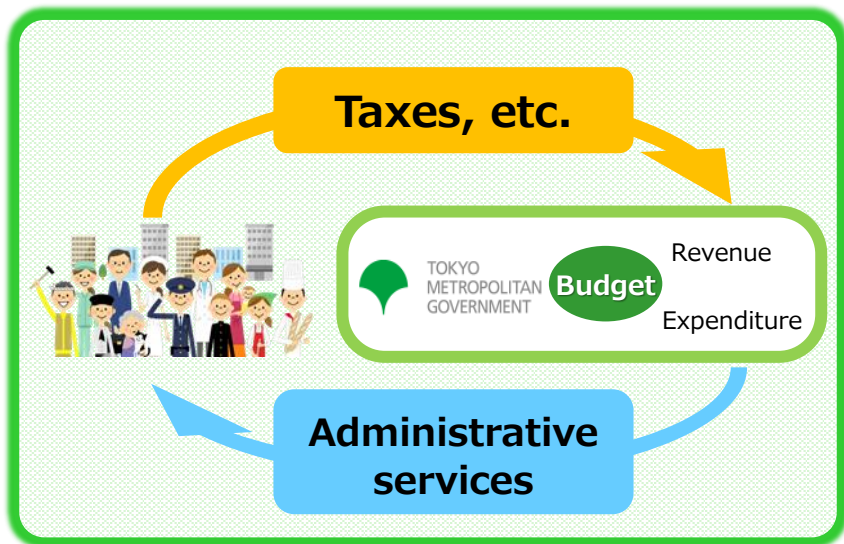 Taxes, etc.
TOKYO
METROPOLITAN
GOVERNMENT
Budget
Revenue
Expenditure
Administrative
services